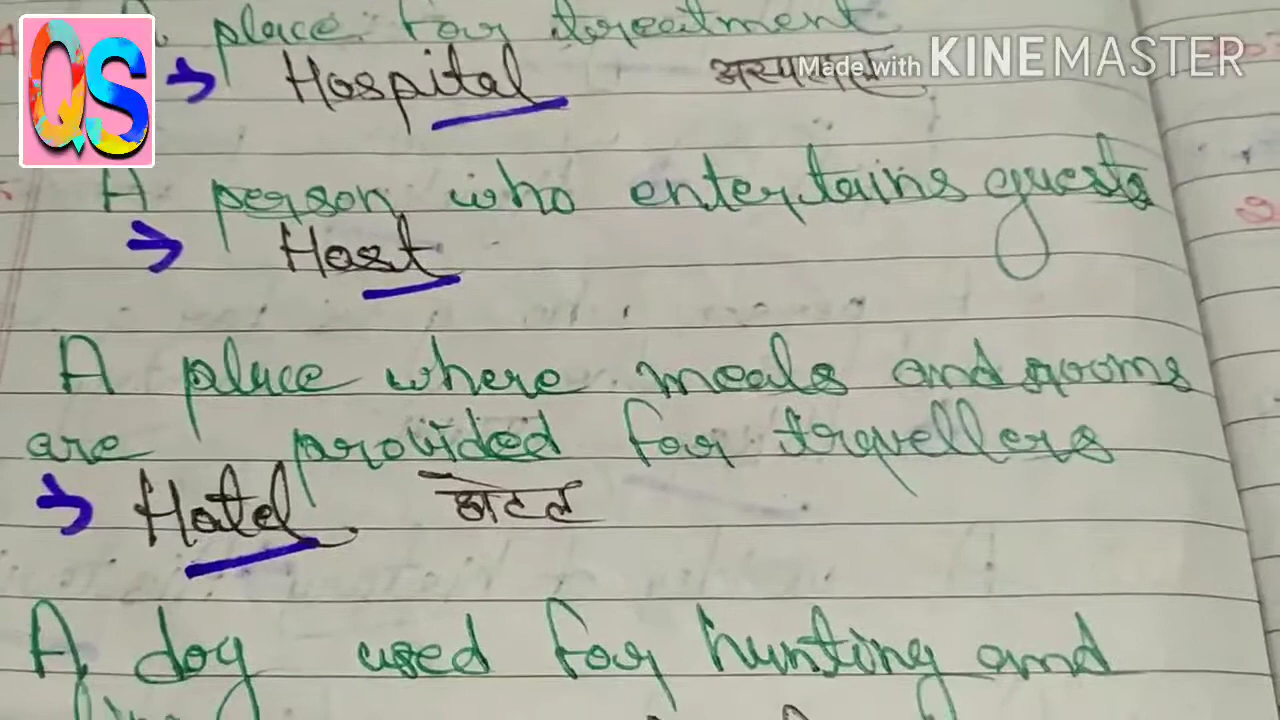 A place for treatment
QS
→ Hospital अस्पताल
Made with KINEMASTER
A person who entertains guests
→ Host
A place where meals and rooms
are provided for travellers
→ Hotel होटल
A dog used for hunting and